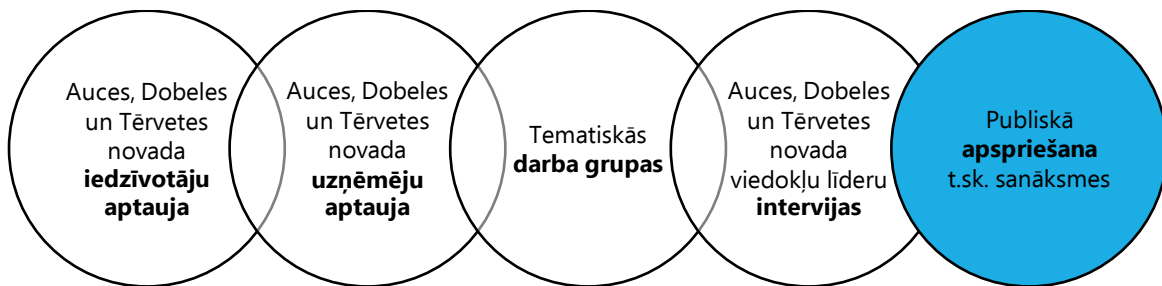 Auces, Dobeles
un Tērvetes
novada
iedzīvotāju
aptauja
Auces, Dobeles
un Tērvetes
novada
uzņēmēju
aptauja
Tematiskās
darba grupas
Auces, Dobeles
un Tērvetes
novada
viedokļu līderu
intervijas
Publiskā
apspriešana
t.sk. sanāksmes